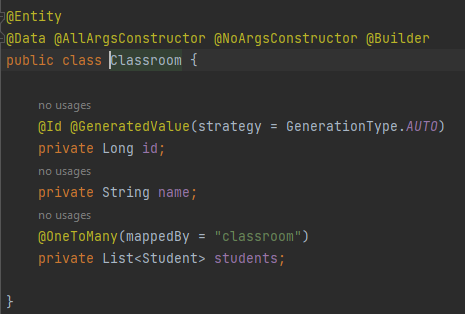 @Entity
@Data @AllArgsConstructor @NoArgsConstructor @Builder
public class Classroom {
no usages
@Id @GeneratedValue(strategy = GenerationType.AUTO)
private Long id;
no usages
private String name;
no usages
@OneToMany(mappedBy = "classroom")
private List<Student> students;
}